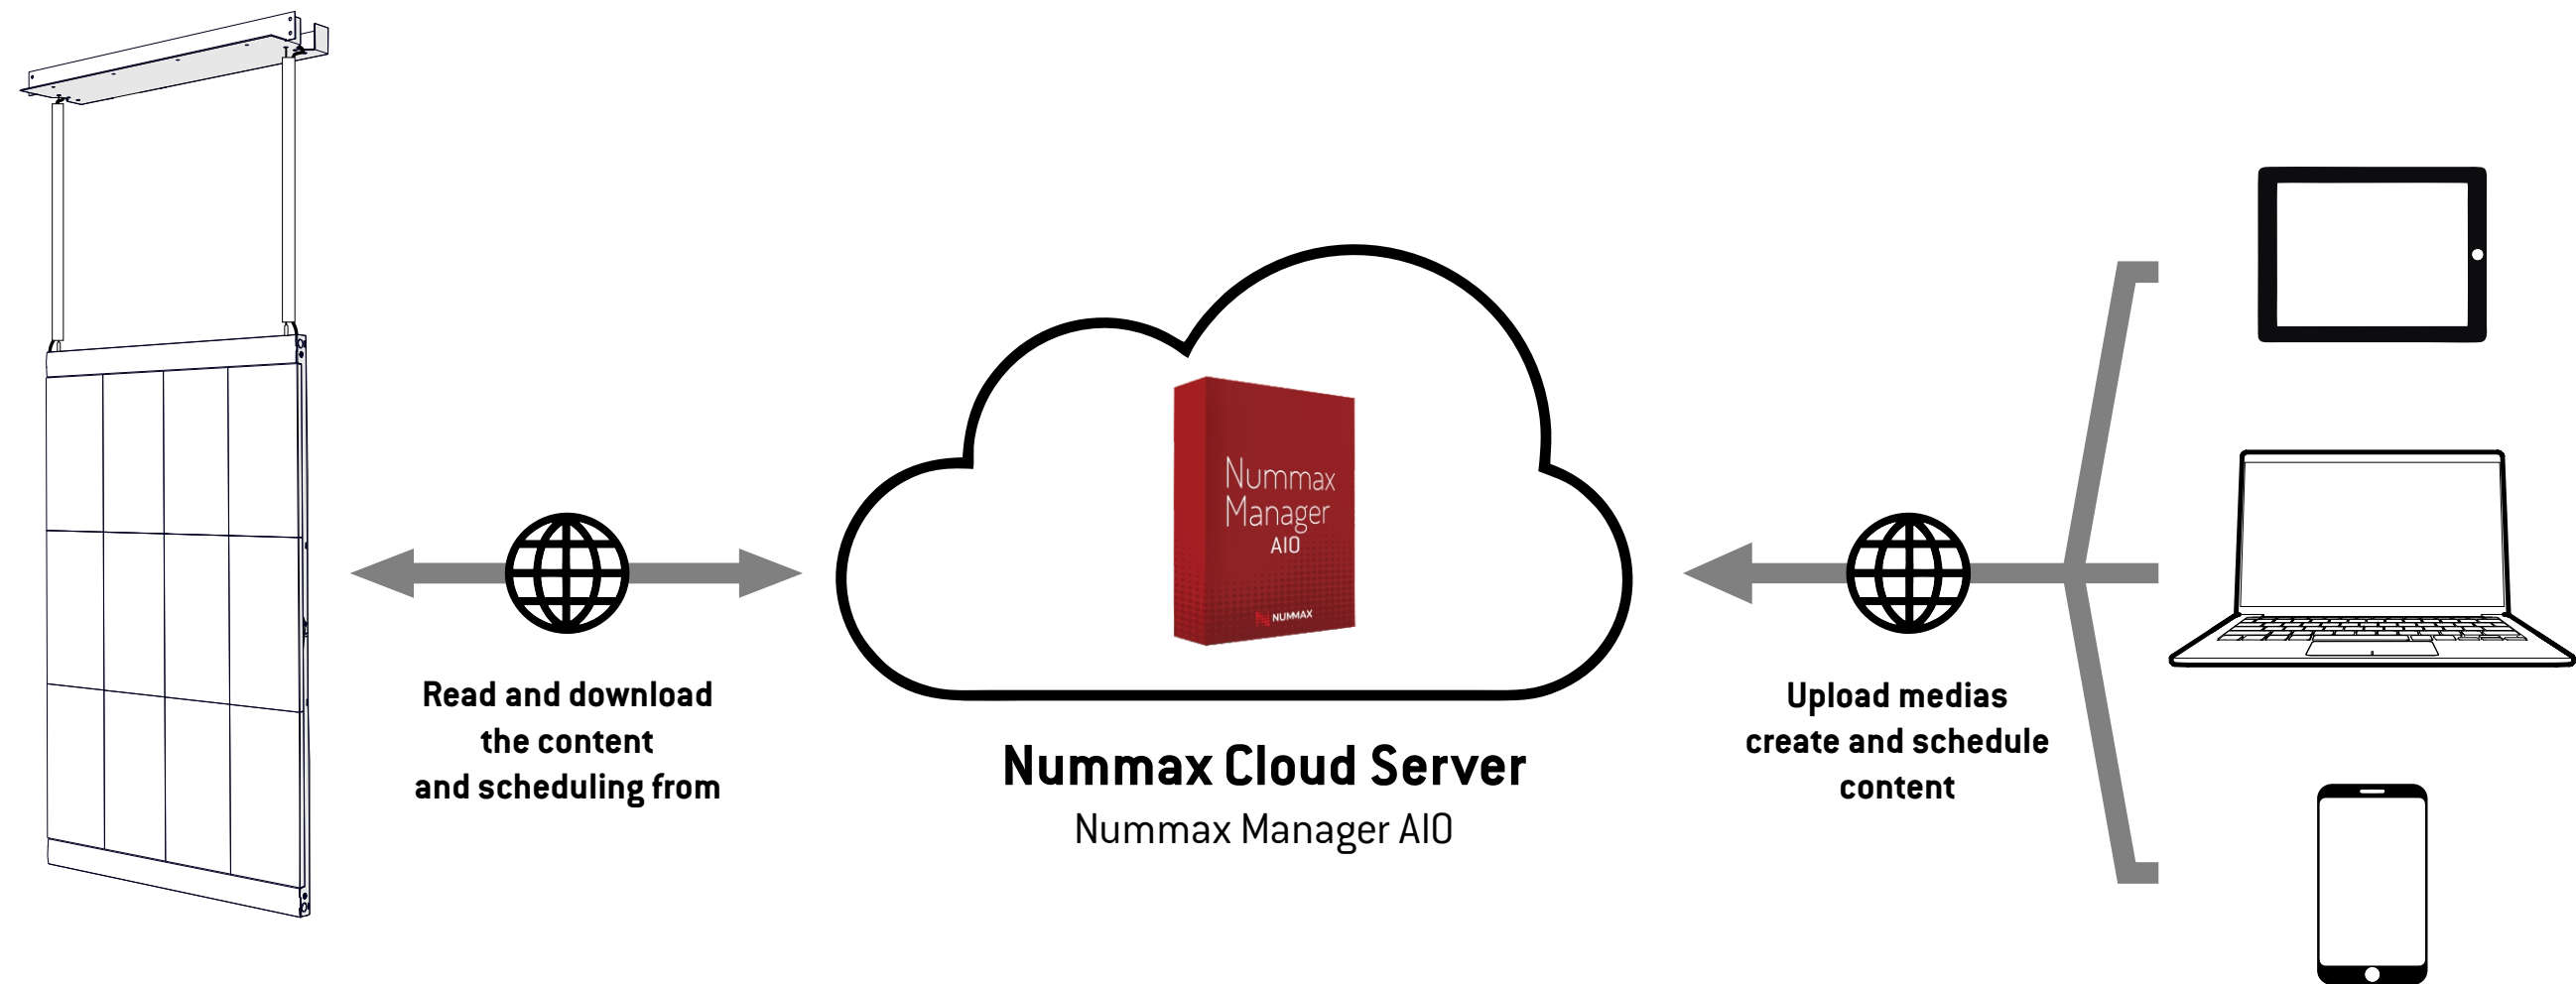 Nummax
Manager
AIO
NUMMAX
Read and download
the content
and scheduling from
Nummax Cloud Server
Nummax Manager AIO
Upload medias
create and schedule
content